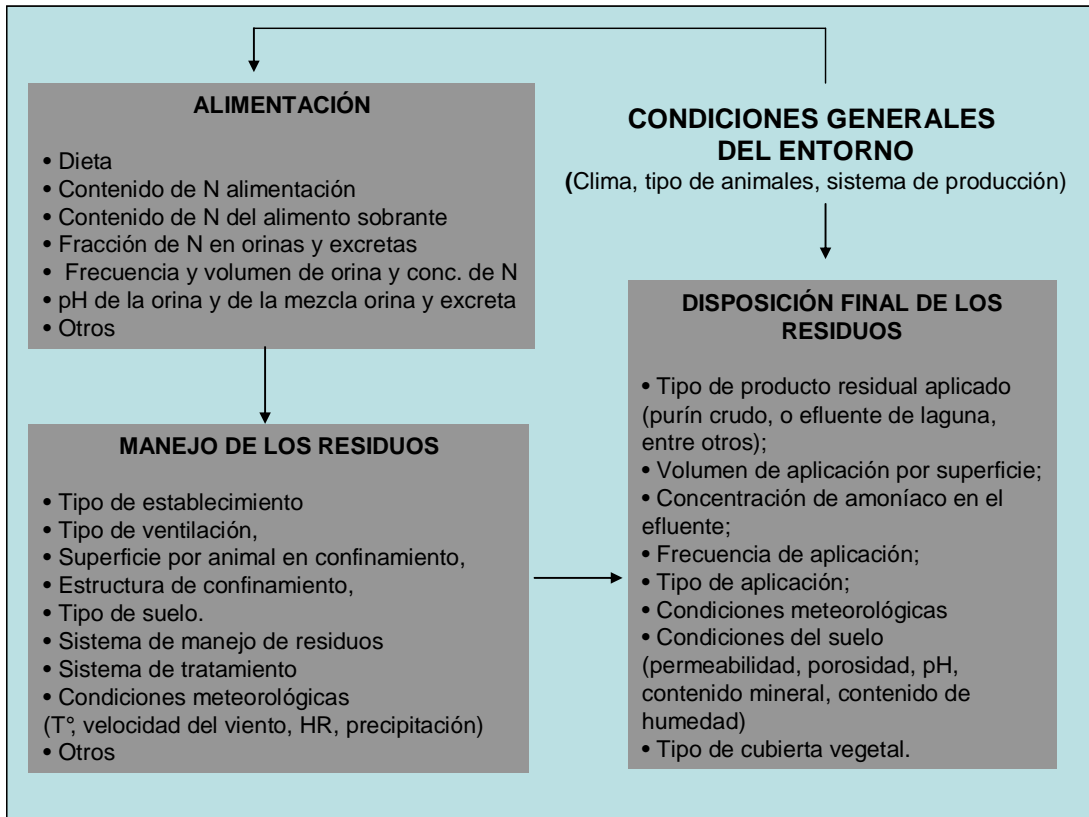 ALIMENTACIÓN
• Dieta
• Contenido de N alimentación
• Contenido de N del alimento sobrante
• Fracción de N en orinas y excretas
• Frecuencia y volumen de orina y conc. de N
• pH de la orina y de la mezcla orina y excreta
• Otros
CONDICIONES GENERALES
DEL ENTORNO
(Clima, tipo de animales, sistema de producción)
MANEJO DE LOS RESIDUOS
• Tipo de establecimiento
• Tipo de ventilación,
• Superficie por animal en confinamiento,
• Estructura de confinamiento,
• Tipo de suelo.
• Sistema de manejo de residuos
• Sistema de tratamiento
• Condiciones meteorológicas
(T°, velocidad del viento, HR, precipitación)
• Otros
DISPOSICIÓN FINAL DE LOS
RESIDUOS
• Tipo de producto residual aplicado
(purín crudo, o efluente de laguna,
entre otros);
• Volumen de aplicación por superficie;
• Concentración de amoníaco en el
efluente;
• Frecuencia de aplicación;
• Tipo de aplicación;
• Condiciones meteorológicas
• Condiciones del suelo
(permeabilidad, porosidad, pH,
contenido mineral, contenido de
humedad)
• Tipo de cubierta vegetal.